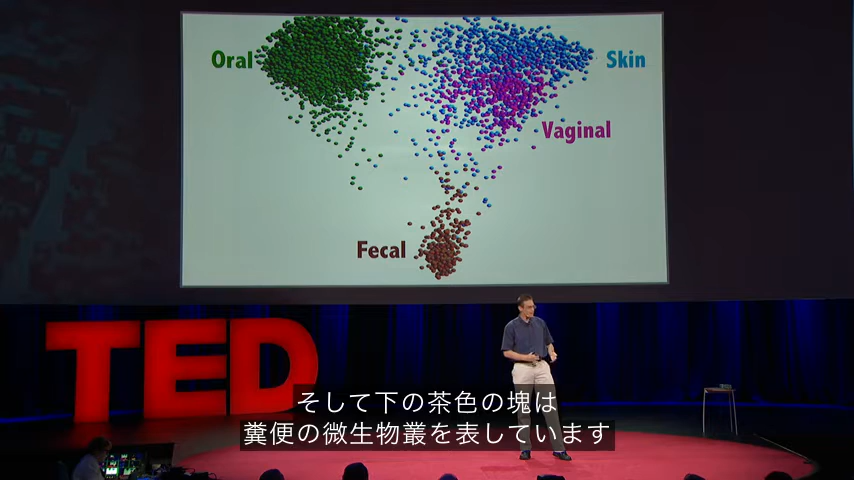 Oral
Skin
Vaginal
Fecal
TED
そして下の茶色の塊は
糞便の微生物叢を表しています